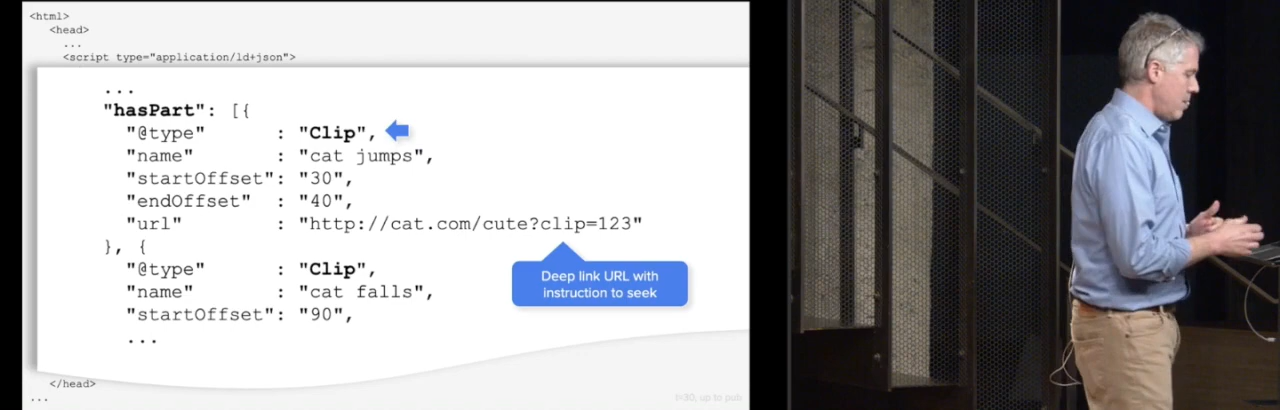 <html>
<head>
...
<script type="application/ld+json">
...
"hasPart": [{
"@type" : "Clip",
"name" : "cat jumps",
"startOffset": "30",
"endOffset" : "40",
"url" : "http://cat.com/cute?clip=123"
}, {
"@type" : "Clip",
"name" : "cat falls",
"startOffset": "90",
...
Deep link URL with
instruction to seek
</head>
...
up to